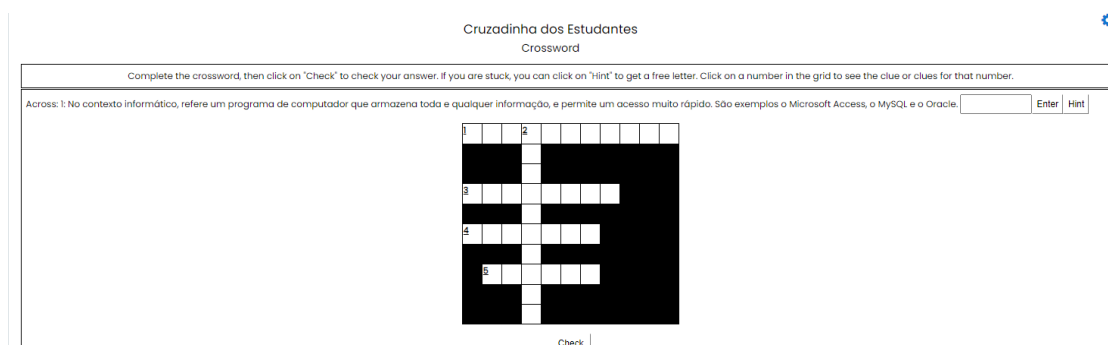 Cruzadinha dos Estudantes
Crossword
Complete the crossword, then click on "Check" to check your answer. If you are stuck, you can click on "Hint" to get a free letter. Click on a number in the grid to see the clue or clues for that number.
Across: 1: No contexto informático, refere um programa de computador que armazena toda e qualquer informação, e permite um acesso muito rápido. São exemplos o Microsoft Access, o MySQL e o Oracle. Enter Hint
1 2
3
4
5
Check